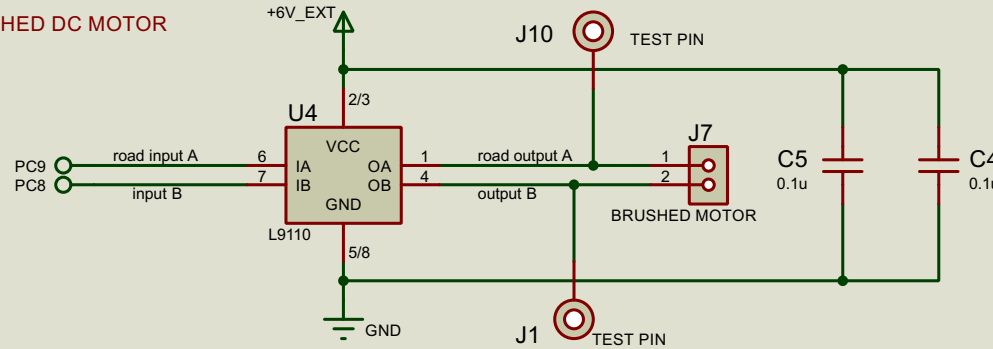 HED DC MOTOR
+6V_EXT
J10
TEST PIN
2/3
U4
VCC
PC9
road input A
6
IA
OA
1
road output A
J7
1
PC8
input B
7
IB
OB
4
output B
2
GND
BRUSHED MOTOR
L9110
5/8
C5
0.1u
C4
0.1u
GND
J1
TEST PIN